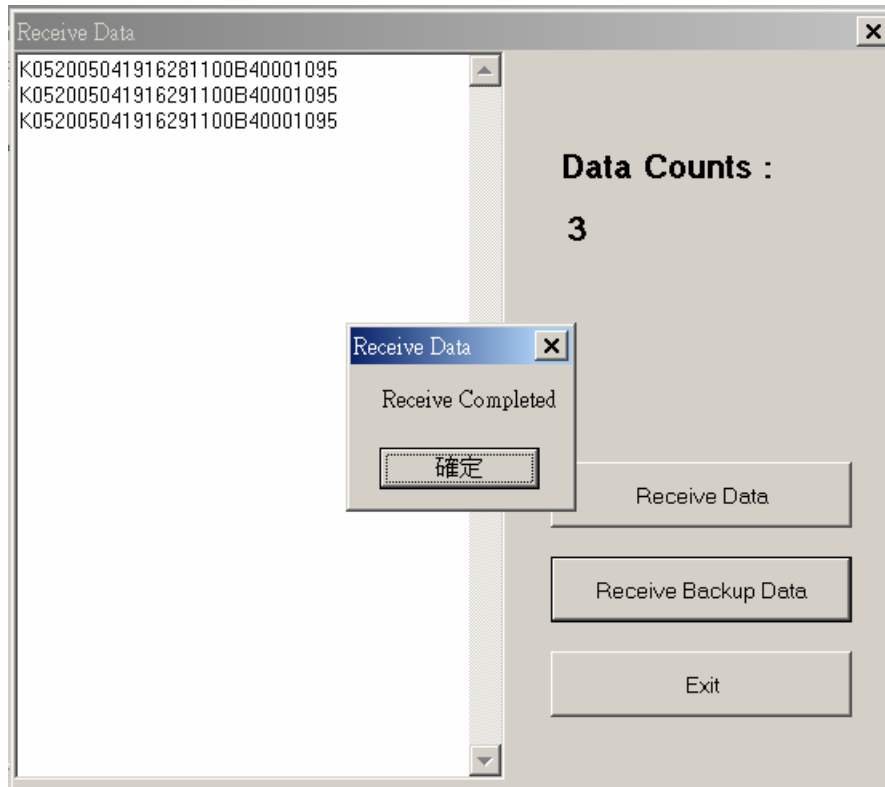 Receive Data
K052005041916281100B40001095
K052005041916291100B40001095
K052005041916291100B40001095
Data Counts :
3
Receive Data
Receive Completed
確定
Receive Data
Receive Backup Data
Exit